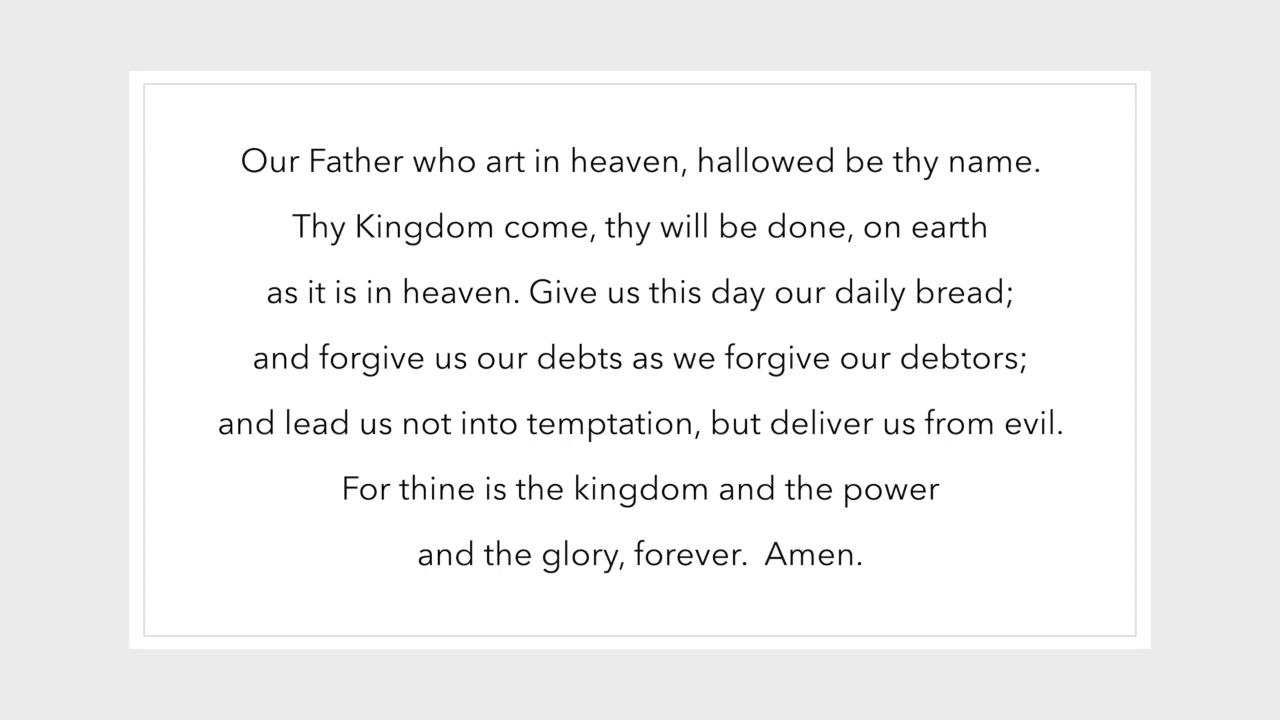 Our Father who art in heaven, hallowed be thy name.
Thy Kingdom come, thy will be done, on earth
as it is in heaven. Give us this day our daily bread;
and forgive us our debts as we forgive our debtors;
and lead us not into temptation, but deliver us from evil.
For thine is the kingdom and the power
and the glory, forever.  Amen.